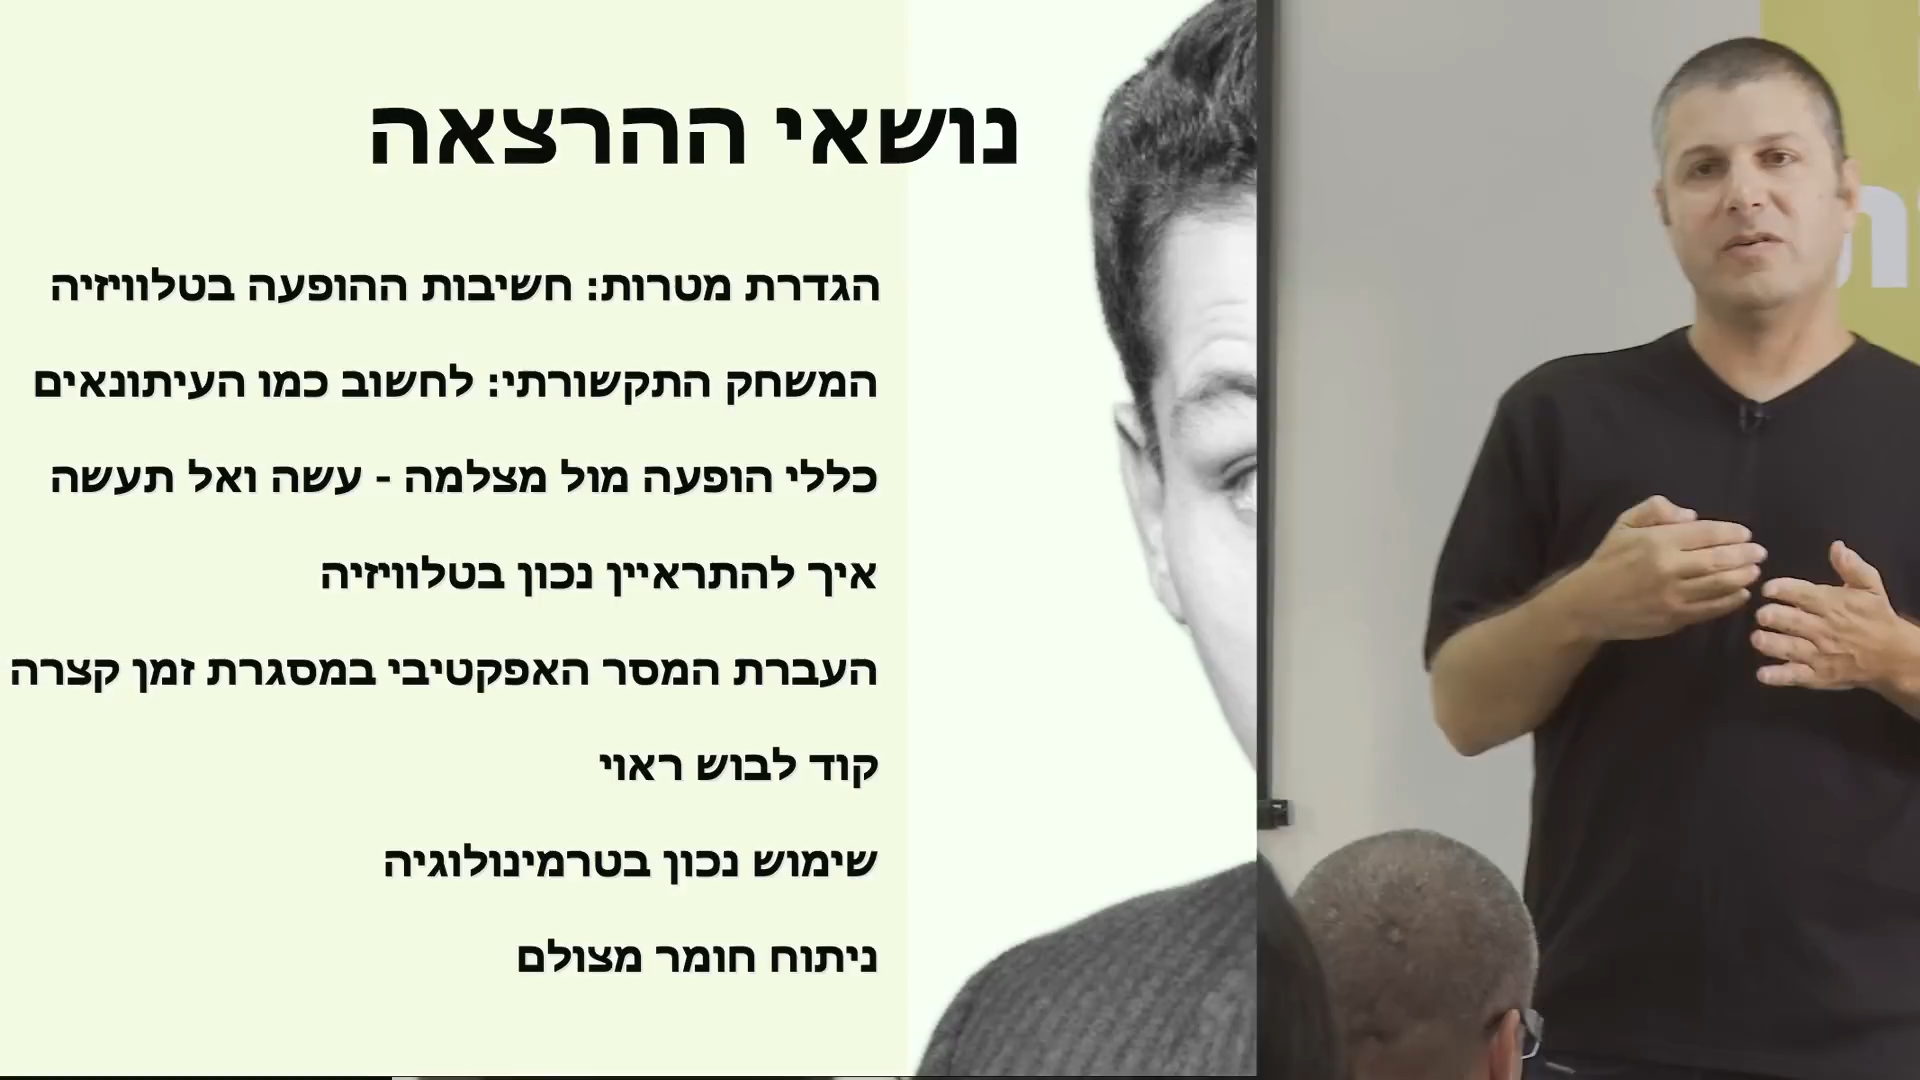 נושאי ההרצאה
הגדרת מטרות: חשיבות ההופעה בטלוויזיה
המשחק התקשורתי: לחשוב כמו העיתונאים
כללי הופעה מול מצלמה - עשה ואל תעשה
איך להתראיין נכון בטלוויזיה
העברת המסר האפקטיבי במסגרת זמן קצרה
קוד לבוש ראוי
שימוש נכון בטרמינולוגיה
ניתוח חומר מצולם